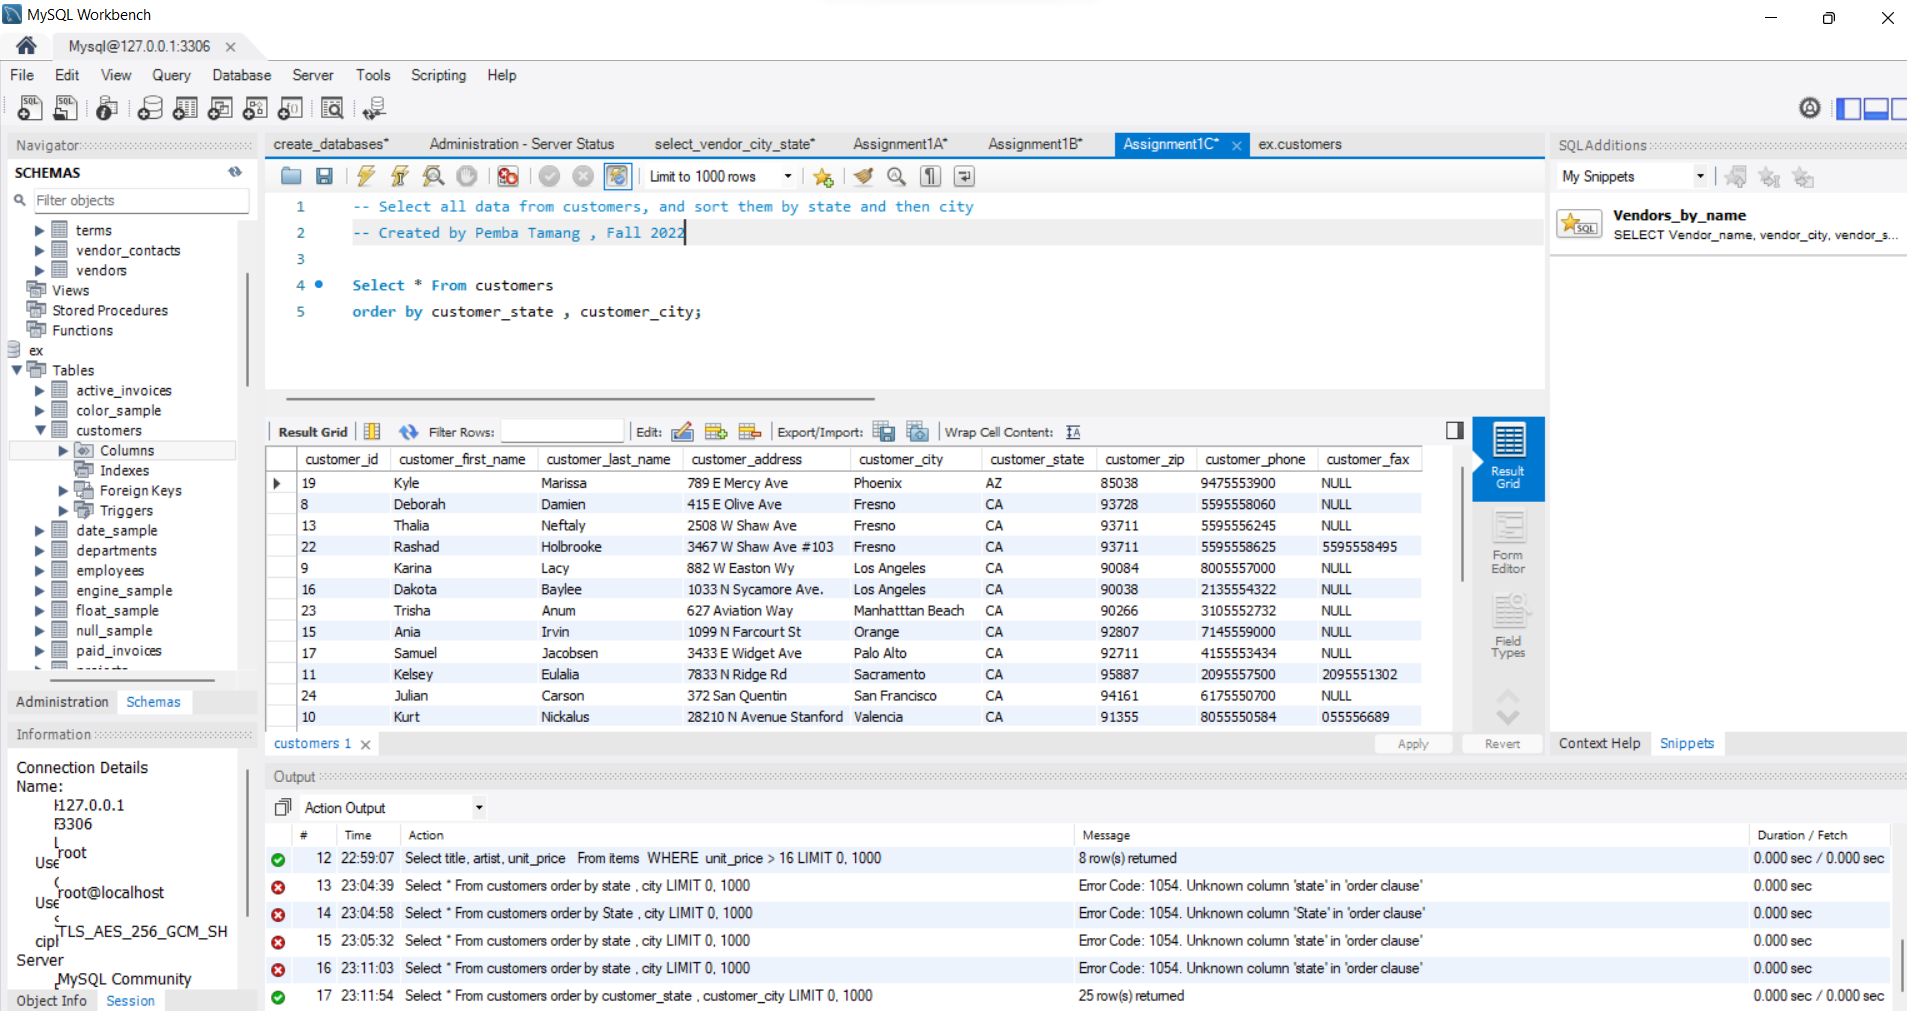 MySQL Workbench
Mysql@127.0.0.1:3306
File Edit View Query Database Server Tools Scripting Help
Navigator
SCHEMAS
Filter objects
terms
vendor_contacts
vendors
Views
Stored Procedures
Functions
ex
Tables
active_invoices
color_sample
customers
Columns
Indexes
Foreign Keys
Triggers
date_sample
departments
employees
engine_sample
float_sample
null_sample
paid_invoices
Administration Schemas
Information
Connection Details
Name:
127.0.0.1
3306
root
Use
root@localhost
Use
TLS_AES_256_GCM_SH
ciph
Server
MySQL Community
Object Info Session
create_databases* Administration - Server Status select_vendor_city_state* Assignment1A* Assignment1B* Assignment1C* ex.customers
Limit to 1000 rows
1 -- Select all data from customers, and sort them by state and then city
2 -- Created by Pemba Tamang , Fall 2022
3
4 Select * From customers
5 order by customer_state , customer_city;
Result Grid Filter Rows: Edit: Export/Import: Wrap Cell Content: IA
customer_id customer_first_name customer_last_name customer_address customer_city customer_state customer_zip customer_phone customer_fax
19 Kyle Marissa 789 E Mercy Ave Phoenix AZ 85038 9475553900 NULL
8 Deborah Damien 415 E Olive Ave Fresno CA 93728 5595558060 NULL
13 Thalia Neftaly 2508 W Shaw Ave Fresno CA 93711 5595556245 NULL
22 Rashad Holbrooke 3467 W Shaw Ave #103 Fresno CA 93711 5595558625 5595558495
9 Karina Lacy 882 W Easton Wy Los Angeles CA 90084 8005557000 NULL
16 Dakota Baylee 1033 N Sycamore Ave. Los Angeles CA 90038 2135554322 NULL
23 Trisha Anum 627 Aviation Way Manhatttan Beach CA 90266 3105552732 NULL
15 Ania Irvin 1099 N Farcourt St Orange CA 92807 7145559000 NULL
17 Samuel Jacobsen 3433 E Widget Ave Palo Alto CA 92711 4155553434 NULL
11 Kelsey Eulalia 7833 N Ridge Rd Sacramento CA 95887 2095557500 2095551302
24 Julian Carson 372 San Quentin San Francisco CA 94161 6175550700 NULL
10 Kurt Nickalus 28210 N Avenue Stanford Valencia CA 91355 8055550584 055556689
Result
Grid
Form
Editor
Field
Types
customers 1 Apply Revert
Output
Action Output
# Time Action Message Duration / Fetch
12 22:59:07 Select title, artist, unit_price From items WHERE unit_price > 16 LIMIT 0, 1000 8 row(s) returned 0.000 sec / 0.000 sec
13 23:04:39 Select * From customers order by state , city LIMIT 0, 1000 Error Code: 1054. Unknown column 'state' in 'order clause' 0.000 sec
14 23:04:58 Select * From customers order by State , city LIMIT 0, 1000 Error Code: 1054. Unknown column 'State' in 'order clause' 0.000 sec
15 23:05:32 Select * From customers order by state , city LIMIT 0, 1000 Error Code: 1054. Unknown column 'state' in 'order clause' 0.000 sec
16 23:11:03 Select * From customers order by state , city LIMIT 0, 1000 Error Code: 1054. Unknown column 'state' in 'order clause' 0.000 sec
17 23:11:54 Select * From customers order by customer_state , customer_city LIMIT 0, 1000 25 row(s) returned 0.000 sec / 0.000 sec
SQLAdditions
My Snippets
Vendors_by_name
SQL SELECT Vendor_name, vendor_city, vendor_s...
Context Help Snippets